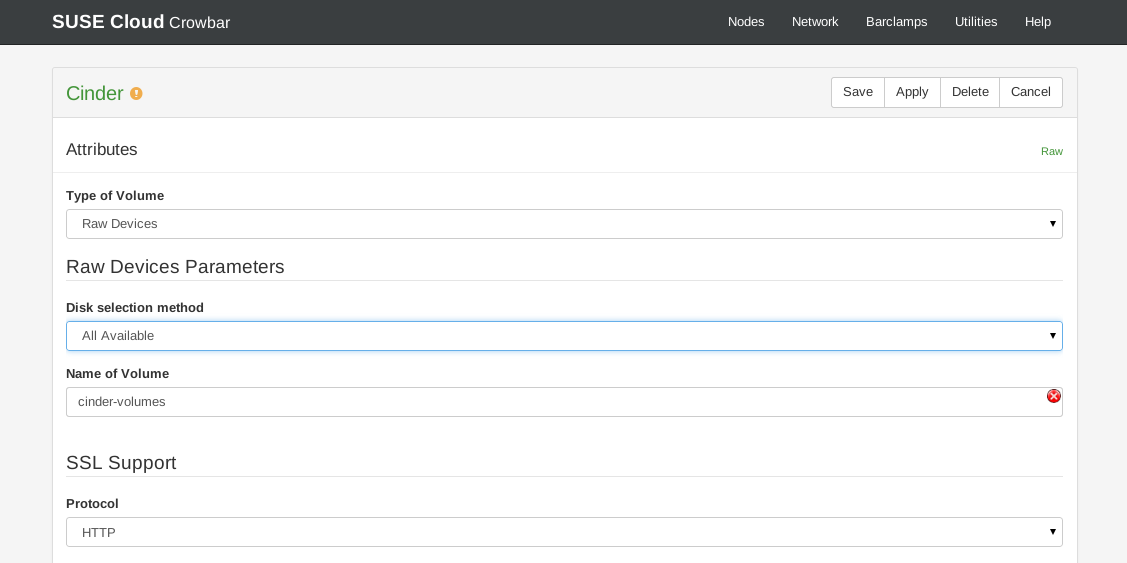 SUSE Cloud Crowbar
Nodes Network Barclamps Utilities Help
Cinder
Save Apply Delete Cancel
Attributes
Raw
Type of Volume
Raw Devices
Raw Devices Parameters
Disk selection method
All Available
Name of Volume
cinder-volumes
SSL Support
Protocol
HTTP